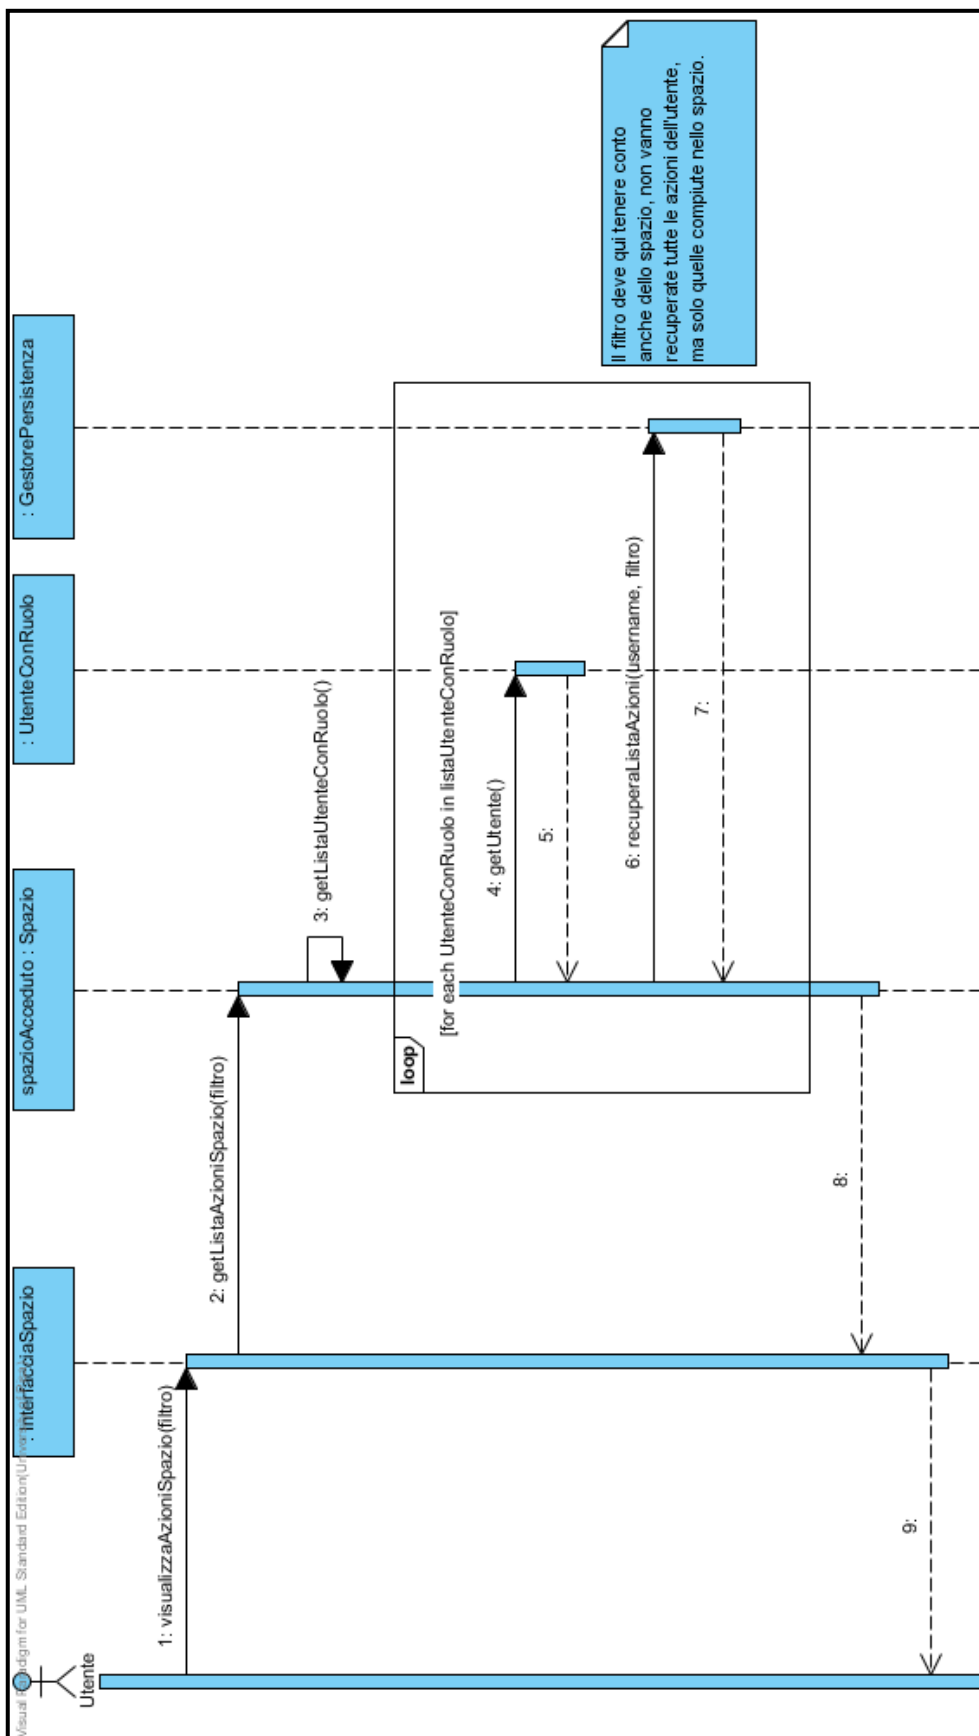 Visual Paradigm for UML Standard Edition(
Utente
: InterfacciaSpazio
spazioAcceduto : Spazio
: UtenteConRuolo
: GestorePersistenza
1: visualizzaAzioniSpazio(filtro)
2: getListaAzioniSpazio(filtro)
3: getListaUtenteConRuolo()
loop
[for each UtenteConRuolo in listaUtenteConRuolo]
4: getUtente()
5:
6: recuperaListaAzioni(username, filtro)
7:
Il filtro deve qui tenere conto
anche dello spazio, non vanno
recuperate tutte le azioni dell'utente,
ma solo quelle compiute nello spazio.
8:
9: